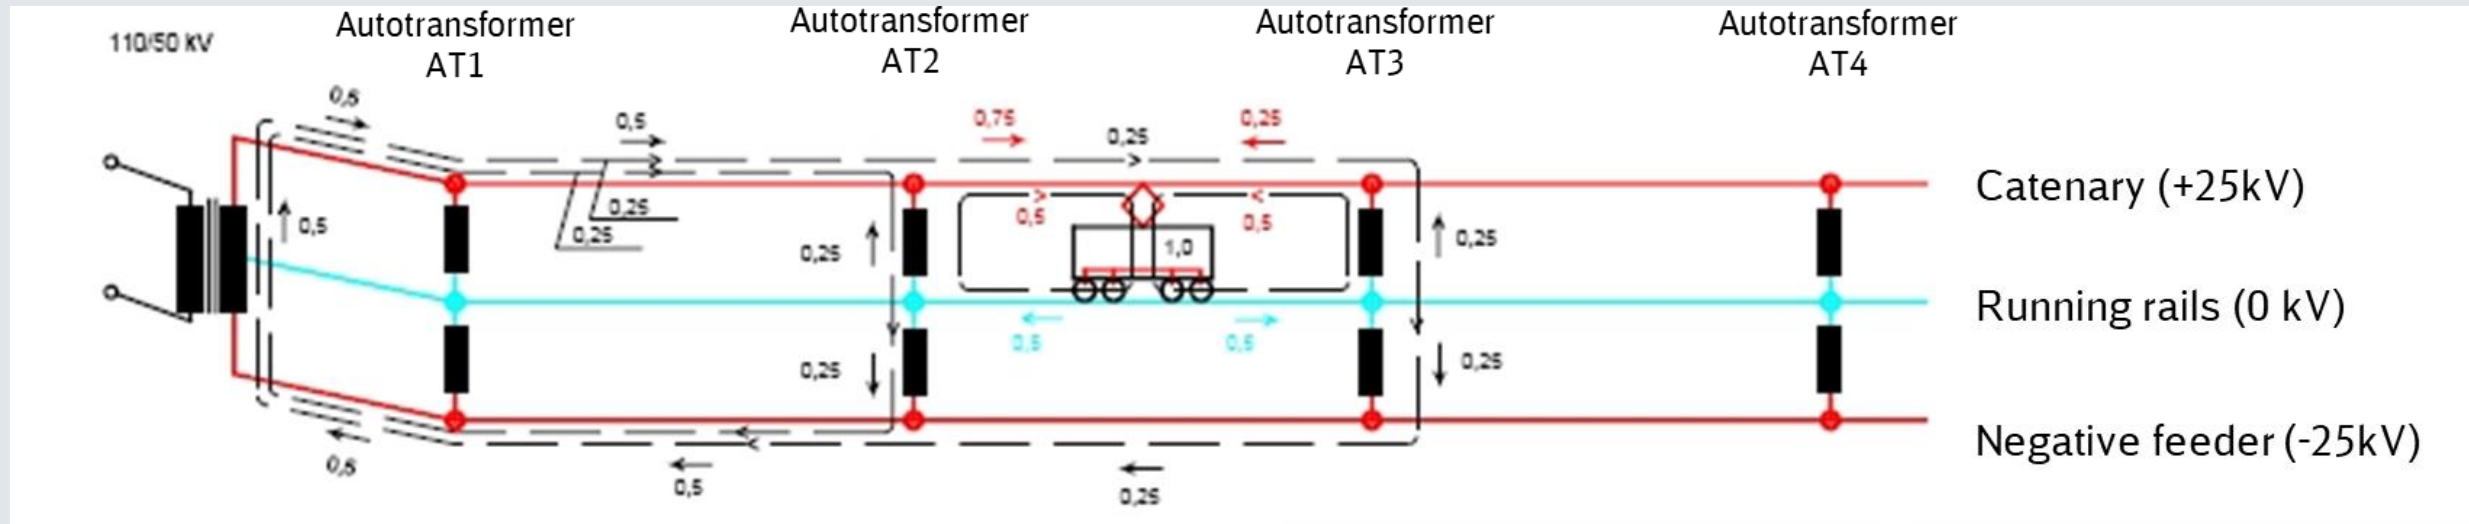 Autotransformer
AT1
Autotransformer
AT2
Autotransformer
AT3
Autotransformer
AT4
110/50 kV
0,5
0,5
0,75
0,25
0,25
0,5
0,25
0,25
0,25
0,5
0,5
1,0
0,25
Catenary (+25kV)
Running rails (0 kV)
0,5
0,5
0,25
0,25
Negative feeder (-25kV)
0,5
0,5
0,25